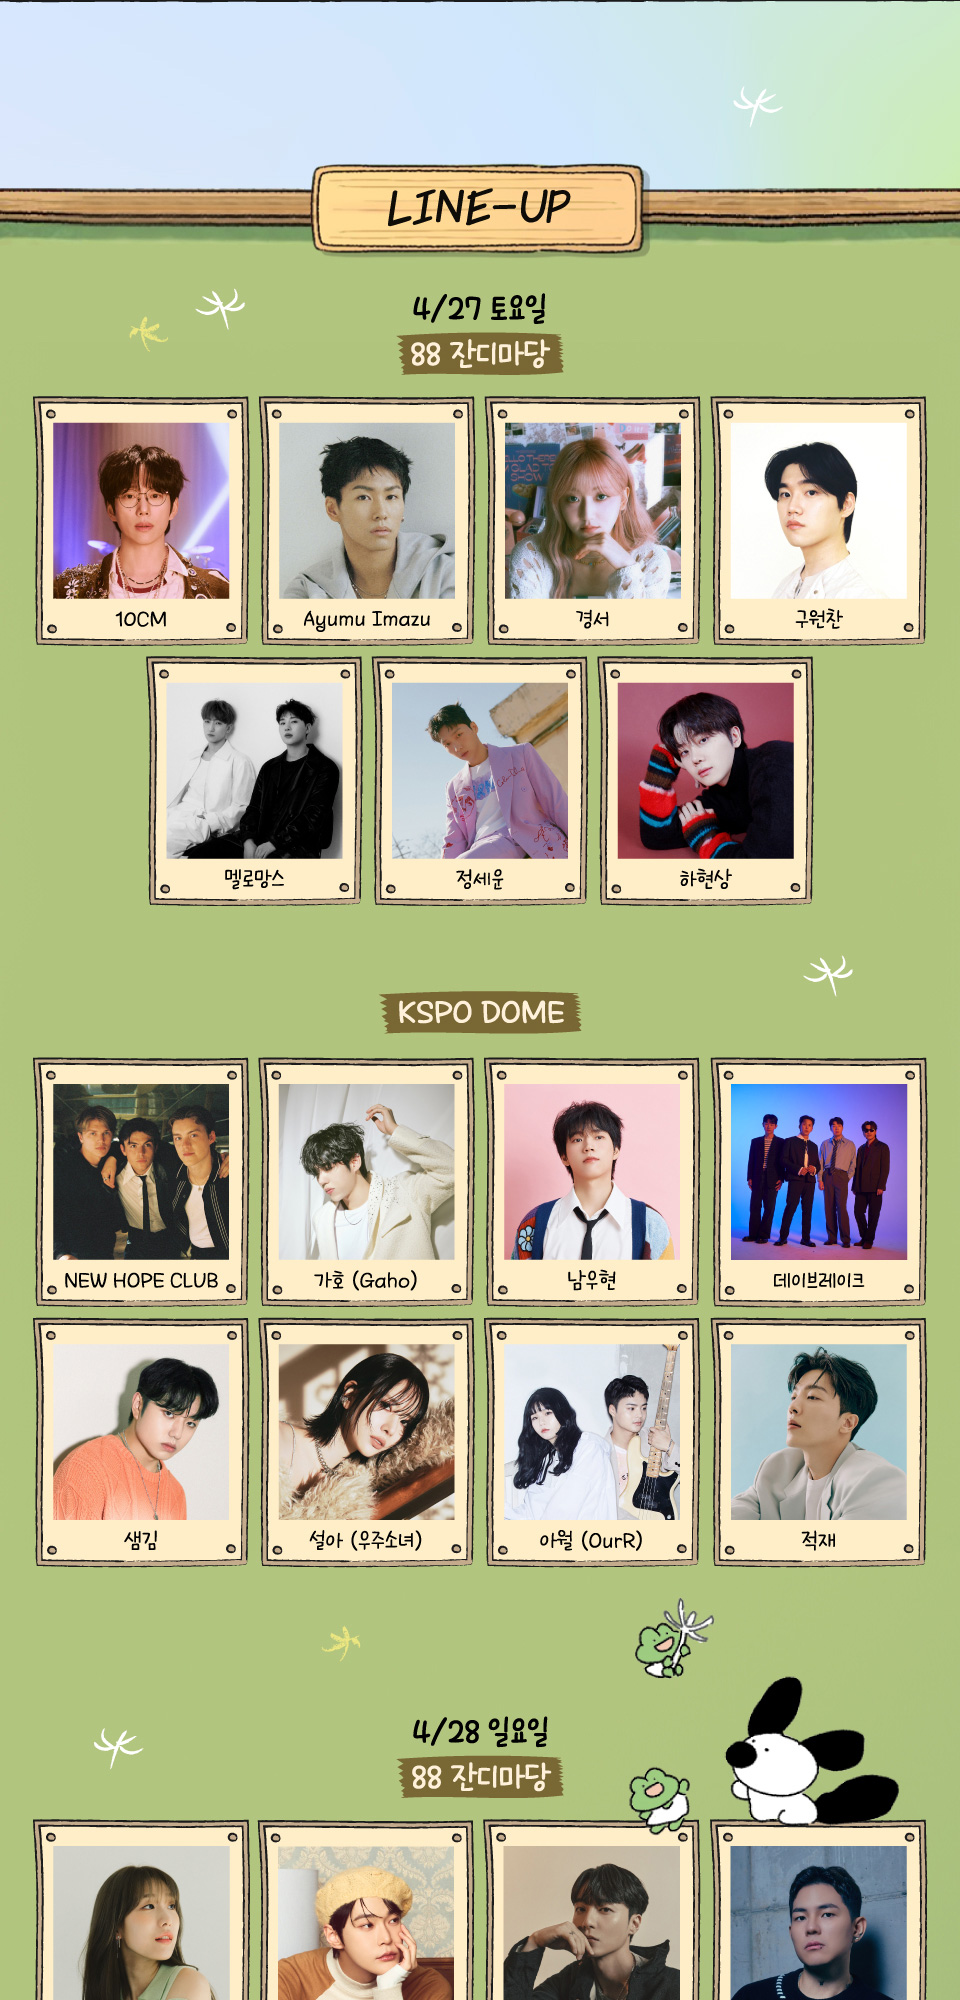 LINE-UP
4/27 토요일
88 잔디마당
10CM
Ayumu Imazu
경서
구원찬
멜로망스
정세운
하현상
KSPO DOME
NEW HOPE CLUB
가호 (Gaho)
남우현
데이브레이크
샘김
설아 (우주소녀)
아월 (OurR)
적재
4/28 일요일
88 잔디마당